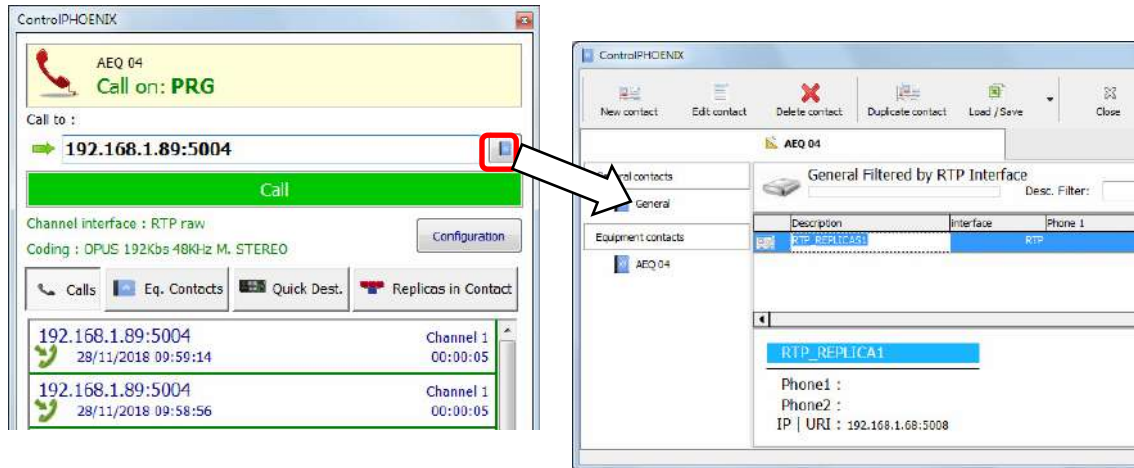 ControlPHOENIX
AEQ 04
Call on: PRG
Call to :
192.168.1.89:5004
Call
Channel interface : RTP raw
Coding : OPUS 192Kbs 48KHz M. STEREO
Configuration
Calls
Eq. Contacts
Quick Dest.
Replicas in Contact
192.168.1.89:5004 Channel 1
28/11/2018 09:59:14 00:00:05
192.168.1.89:5004 Channel 1
28/11/2018 09:58:56 00:00:05
ControlPHOENIX
New contact Edit contact Delete contact Duplicate contact Load / Save Close
AEQ 04
contacts
General
Equipment contacts
AEQ 04
General Filtered by RTP Interface
Desc. Filter:
Description interface Phone 1
RTP_REPLICAS1 RTP
RTP_REPLICA1
Phone1 :
Phone2 :
IP | URI : 192.168.1.68:5008